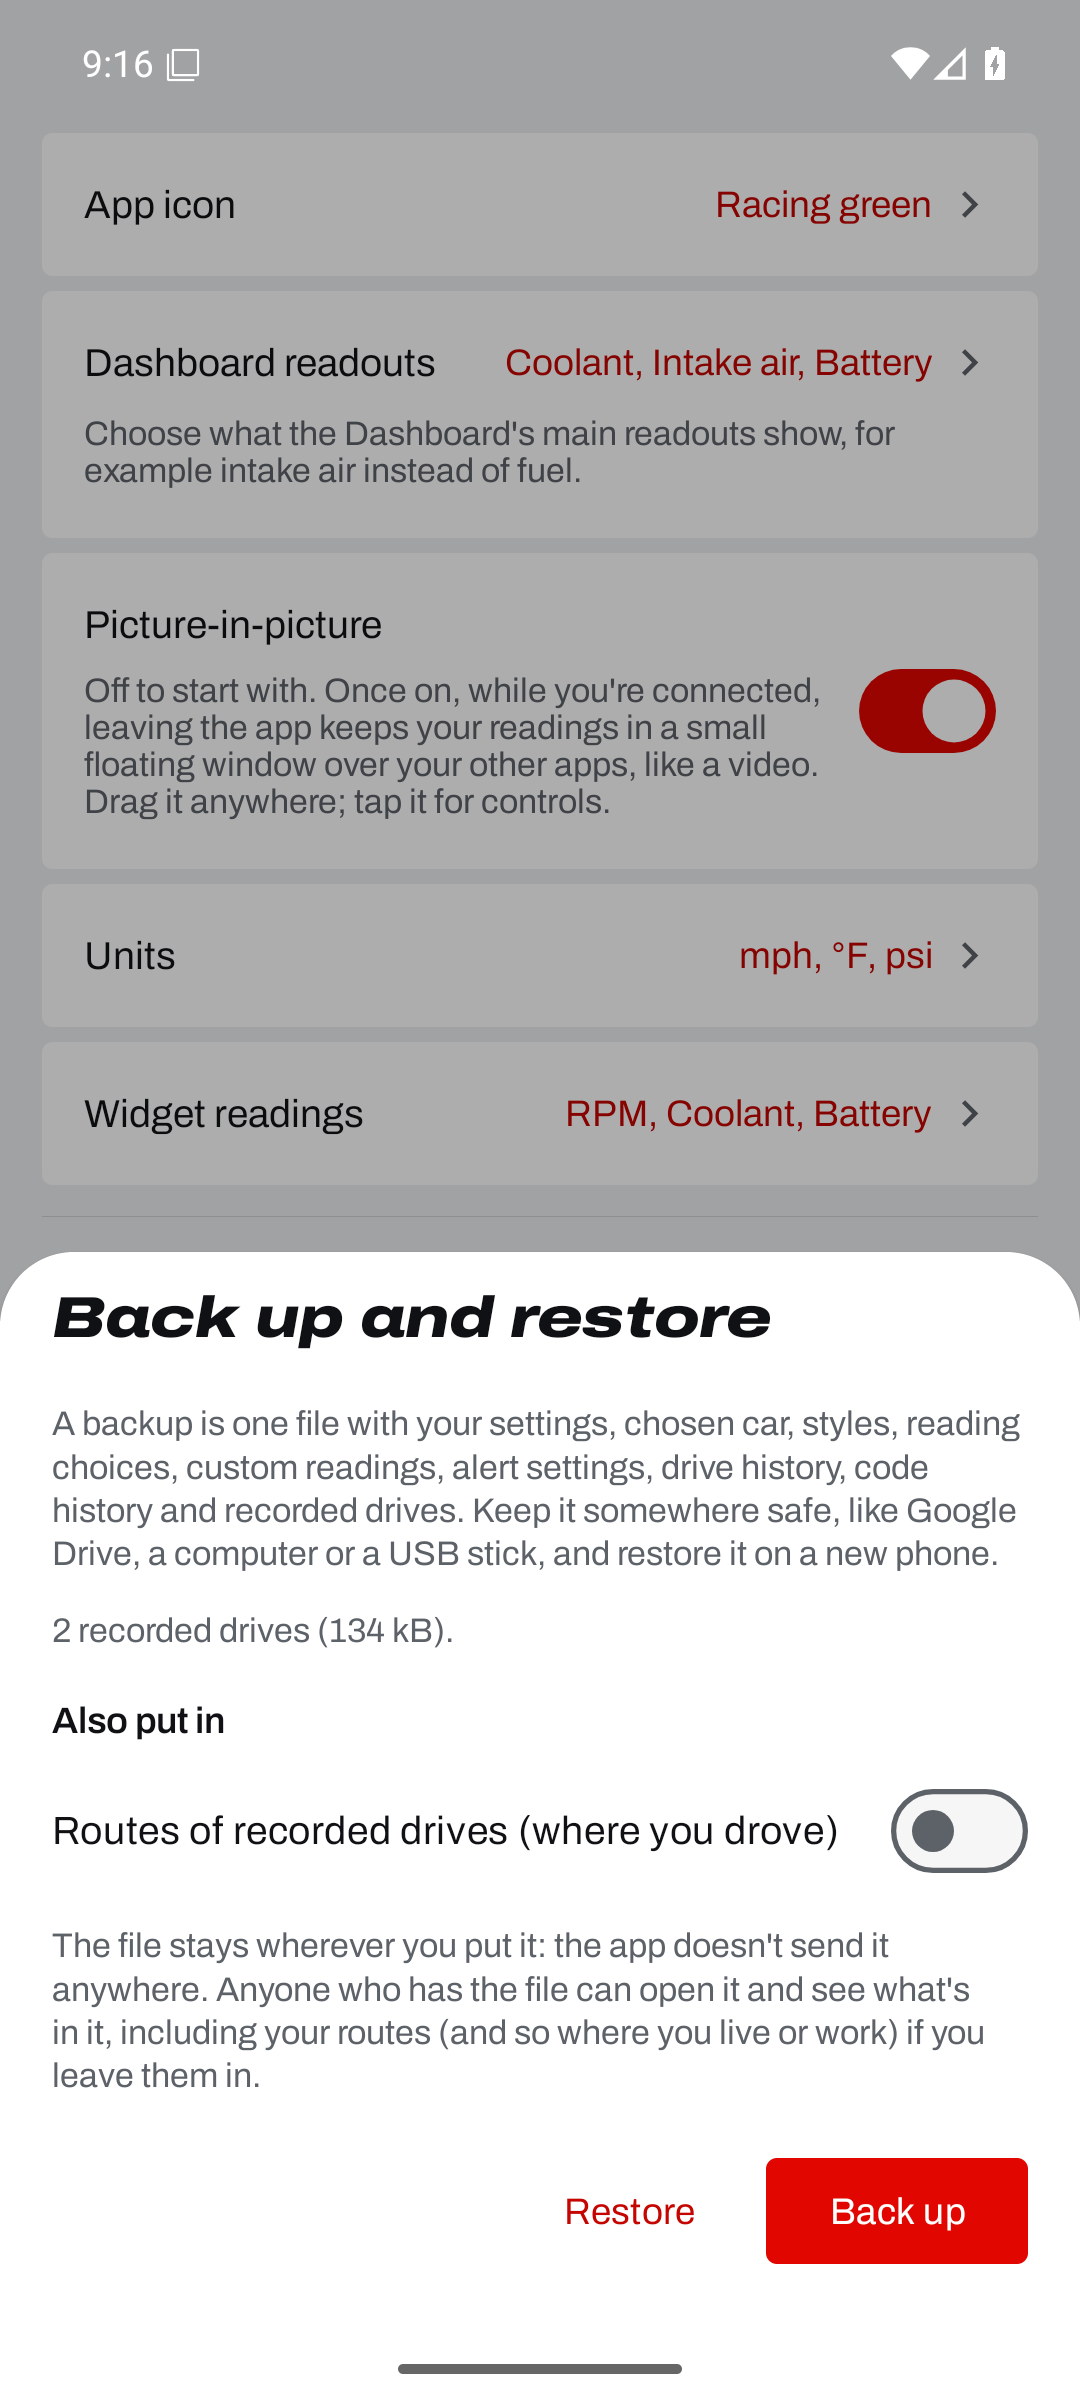 9:16
App icon
Racing green
Dashboard readouts
Coolant, Intake air, Battery
Choose what the Dashboard's main readouts show, for
example intake air instead of fuel.
Picture-in-picture
Off to start with. Once on, while you're connected,
leaving the app keeps your readings in a small
floating window over your other apps, like a video.
Drag it anywhere; tap it for controls.
Units
mph, °F, psi
Widget readings
RPM, Coolant, Battery
Back up and restore
A backup is one file with your settings, chosen car, styles, reading
choices, custom readings, alert settings, drive history, code
history and recorded drives. Keep it somewhere safe, like Google
Drive, a computer or a USB stick, and restore it on a new phone.
2 recorded drives (134 kB).
Also put in
Routes of recorded drives (where you drove)
The file stays wherever you put it: the app doesn't send it
anywhere. Anyone who has the file can open it and see what's
in it, including your routes (and so where you live or work) if you
leave them in.
Restore
Back up